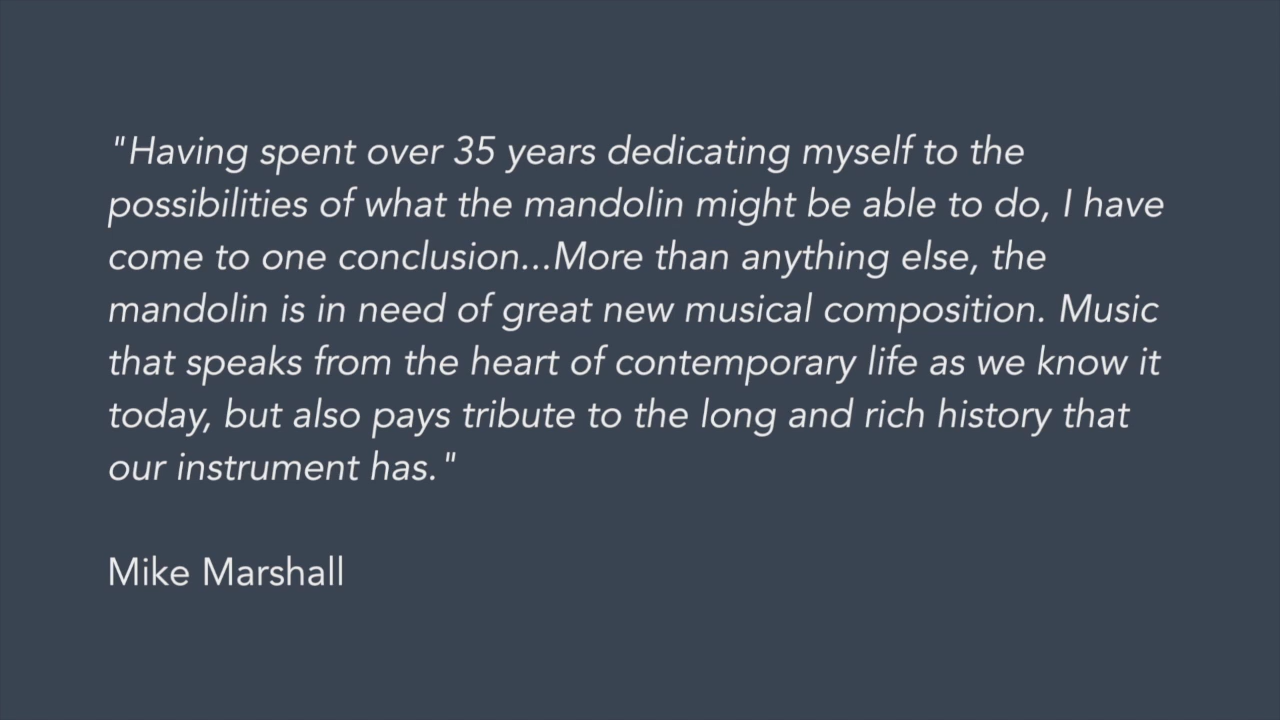 "Having spent over 35 years dedicating myself to the
possibilities of what the mandolin might be able to do, I have
come to one conclusion...More than anything else, the
mandolin is in need of great new musical composition. Music
that speaks from the heart of contemporary life as we know it
today, but also pays tribute to the long and rich history that
our instrument has."
Mike Marshall